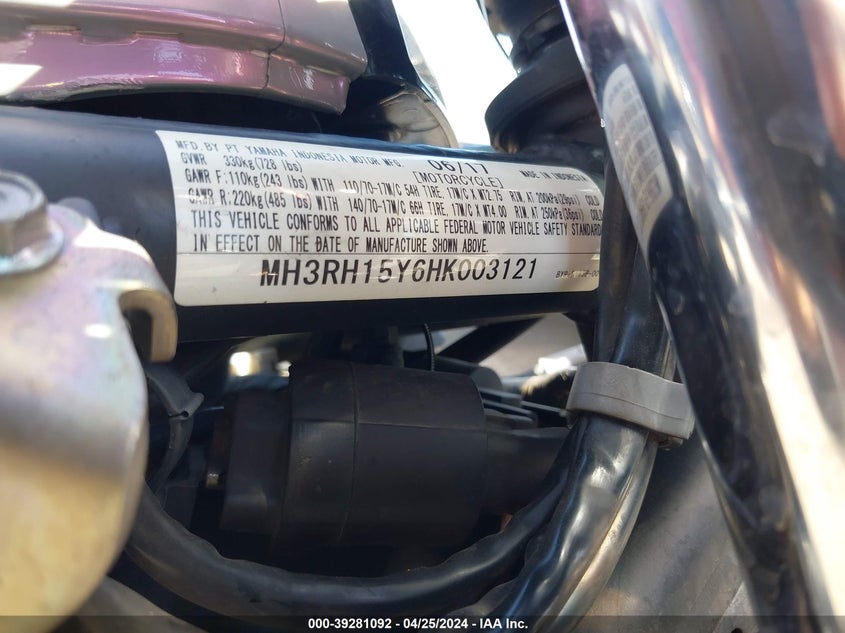 MFD. BY PT YAMAHA INDONESIA MOTOR MFG 06/17 MADE IN INDONESIA
GVWR 330kg(728 lbs) [MOTORCYCLE]
GAWR F:110kg(243 lbs) WITH 110/70-17M/C 54H TIRE, 17M/C X MT2.75 RIM, AT 200kPa(29psi) COLD
GAWR R:220kg(485 lbs) WITH 140/70-17M/C 66H TIRE, 17M/C X MT4.00 RIM, AT 250kPa(36psi) COLD
THIS VEHICLE CONFORMS TO ALL APPLICABLE FEDERAL MOTOR VEHICLE SAFETY STANDARD
IN EFFECT ON THE DATE OF MANUFACTURE SHOWN ABOVE.
MH3RH15Y6HK003121
000-39281092 / 04/25/2024 - IAA Inc.